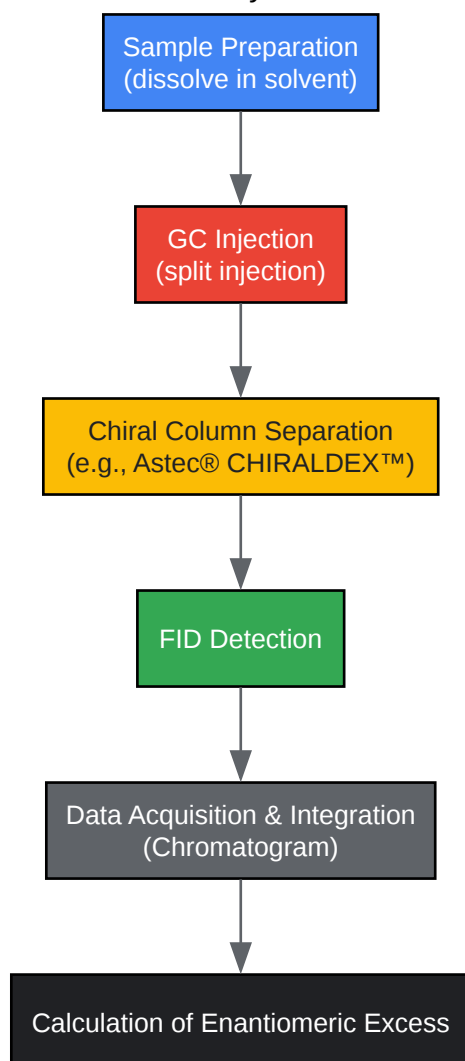 Sample Preparation
(dissolve in solvent)
GC Injection
(split injection)
Chiral Column Separation
(e.g., Astec® CHIRALDEX™)
FID Detection
Data Acquisition & Integration
(Chromatogram)
Calculation of Enantiomeric Excess